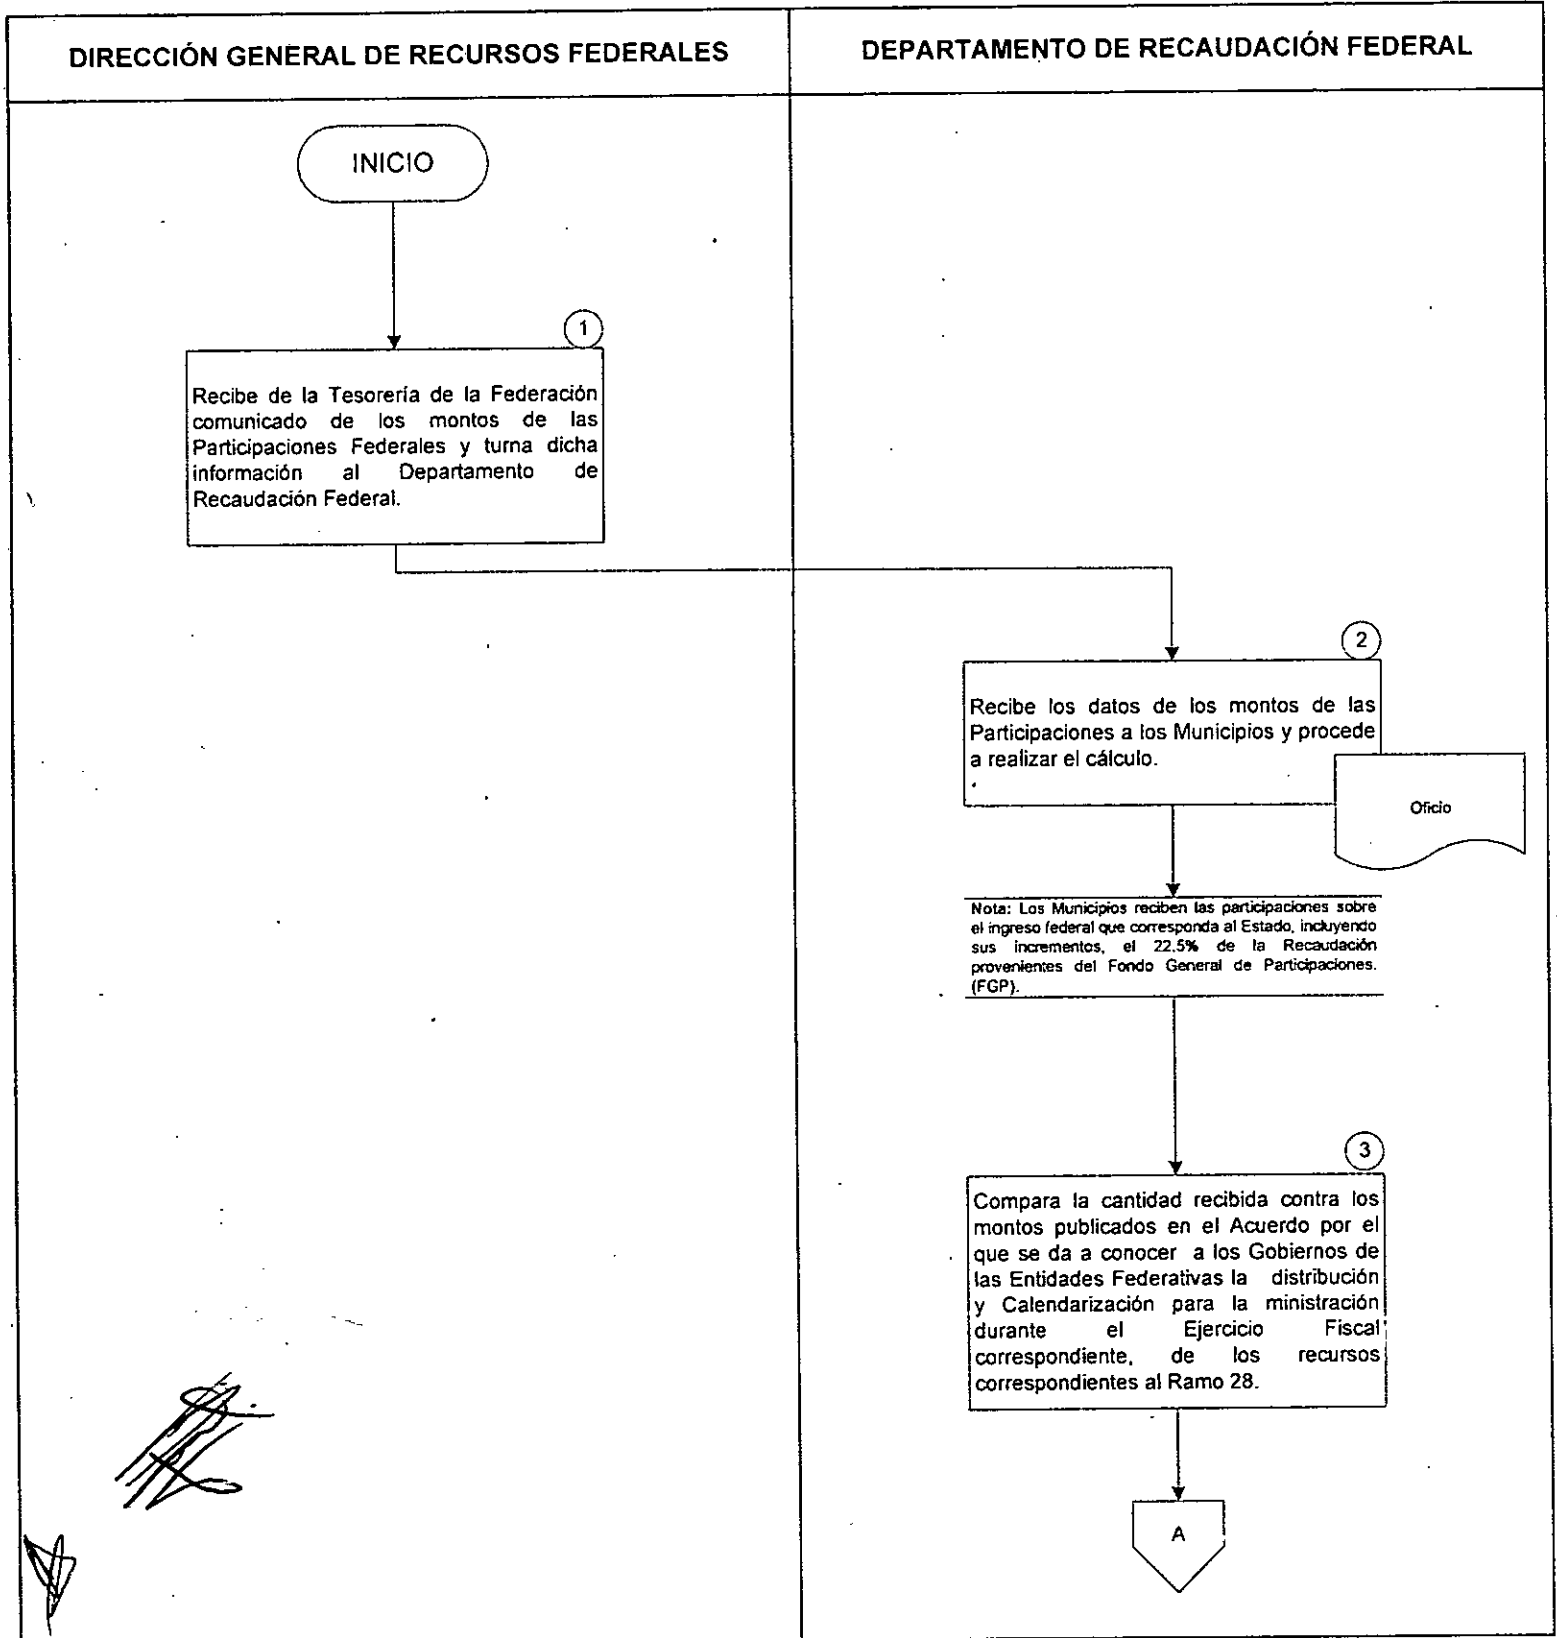 DIRECCIÓN GENERAL DE RECURSOS FEDERALES
DEPARTAMENTO DE RECAUDACIÓN FEDERAL
INICIO
1
Recibe de la Tesorería de la Federación
comunicado de los montos de las
Participaciones Federales y turna dicha
información al Departamento de
Recaudación Federal.
2
Recibe los datos de los montos de las
Participaciones a los Municipios y procede
a realizar el cálculo.
Oficio
Nota: Los Municipios reciben las participaciones sobre
el ingreso federal que corresponda al Estado, incluyendo
sus incrementos, el 22.5% de la Recaudación
provenientes del Fondo General de Participaciones.
(FGP).
3
Compara la cantidad recibida contra los
montos publicados en el Acuerdo por el
que se da a conocer a los Gobiernos de
las Entidades Federativas la distribución
y Calendarización para la ministración
durante el Ejercicio Fiscal
correspondiente, de los recursos
correspondientes al Ramo 28.
A